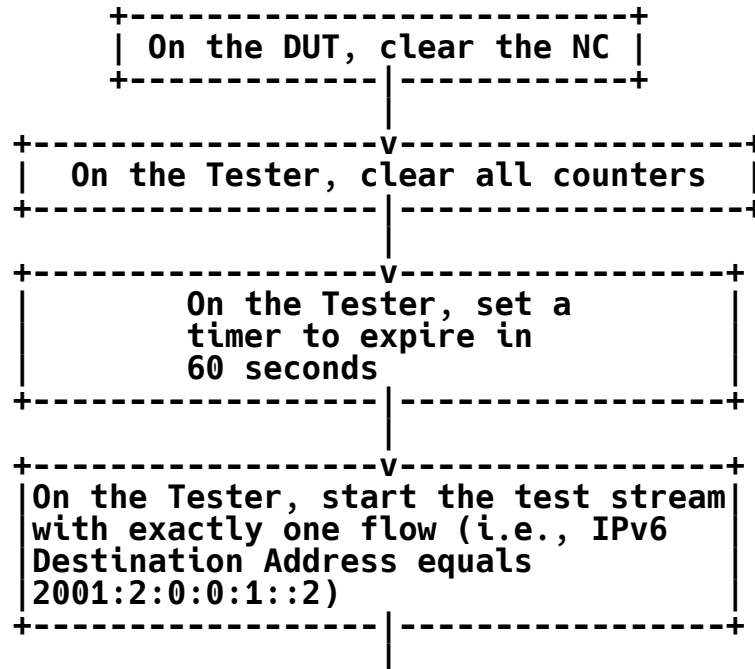 On the DUT, clear the NC
On the Tester, clear all counters
On the Tester, set a
timer to expire in
60 seconds
On the Tester, start the test stream
with exactly one flow (i.e., IPv6
Destination Address equals
2001:2:0:0:1::2)